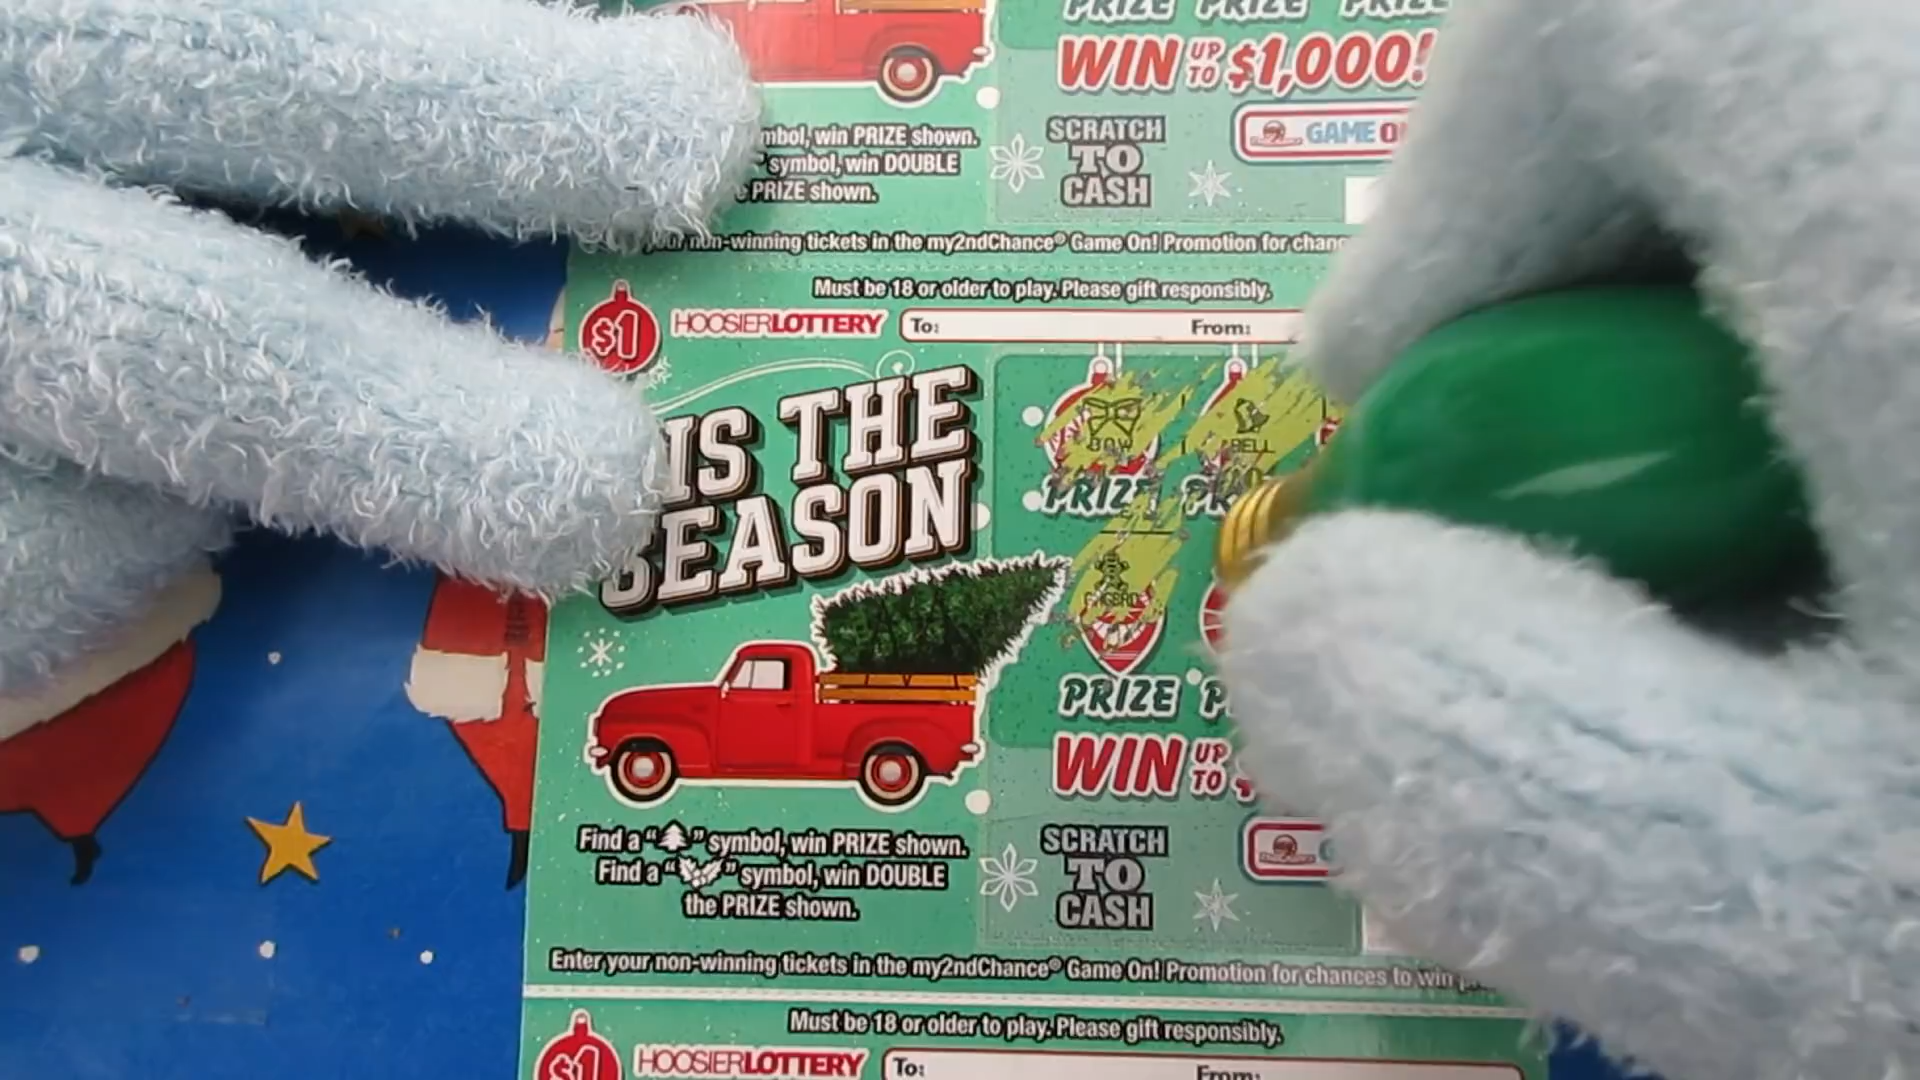 PRIZE PRIZE PRIZE
WIN UP TO $1,000!
symbol, win PRIZE shown.
" symbol, win DOUBLE
PRIZE shown.
SCRATCH
TO
CASH
GAME
your non-winning tickets in the my2ndChance® Game On! Promotion for
Must be 18 or older to play. Please gift responsibly.
$1
HOOSIERLOTTERY
To: From:
IS THE
SEASON
BOW BELL
PRIZE
GNGBRD
PRIZE
WIN UP TO
Find a " " symbol, win PRIZE shown.
Find a " " symbol, win DOUBLE
the PRIZE shown.
SCRATCH
TO
CASH
Enter your non-winning tickets in the my2ndChance® Game On! Promotion for chances to win
Must be 18 or older to play. Please gift responsibly.
$1
HOOSIERLOTTERY
To: From: